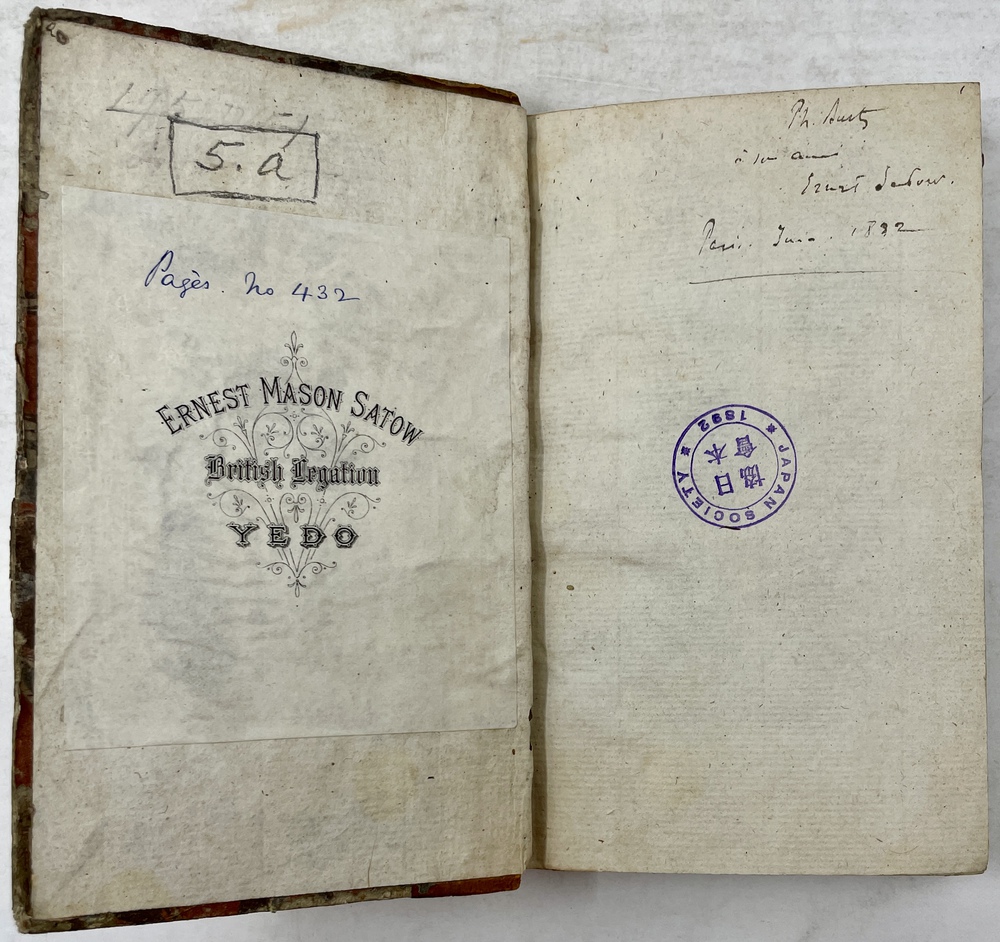 5.a
Pagès. No 432
ERNEST MASON SATOW
British Legation
YEDO
Ph. Burty
à son ami
Ernest Satow.
Paris. Juin. 1882
JAPAN SOCIETY * 1892 *
日本
協會